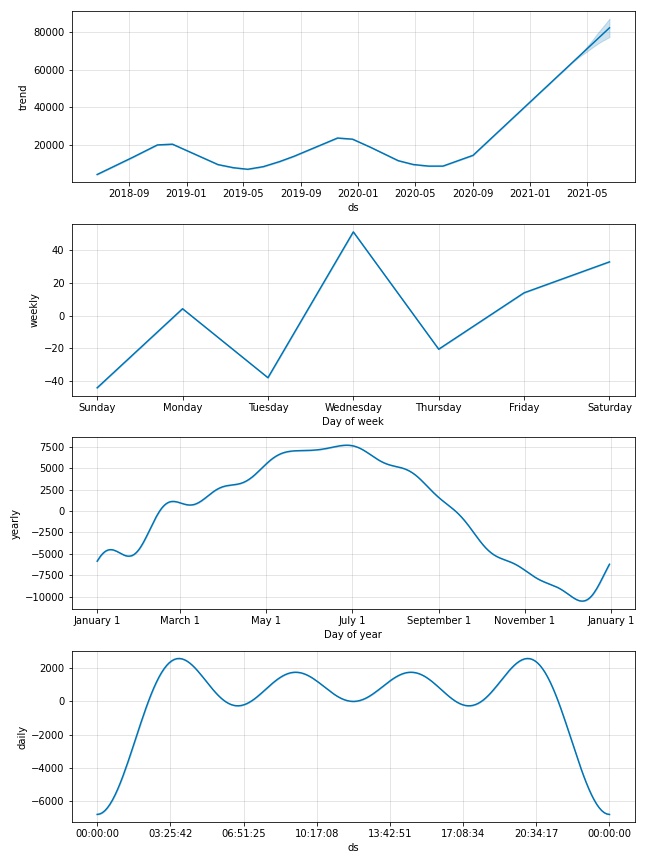 80000
60000
40000
20000
trend
2018-09 2019-01 2019-05 2019-09 2020-01 2020-05 2020-09 2021-01 2021-05
ds
40
20
0
−20
−40
weekly
Sunday Monday Tuesday Wednesday Thursday Friday Saturday
Day of week
7500
5000
2500
0
−2500
−5000
−7500
−10000
yearly
January 1 March 1 May 1 July 1 September 1 November 1 January 1
Day of year
2000
0
−2000
−4000
−6000
daily
00:00:00 03:25:42 06:51:25 10:17:08 13:42:51 17:08:34 20:34:17 00:00:00
ds